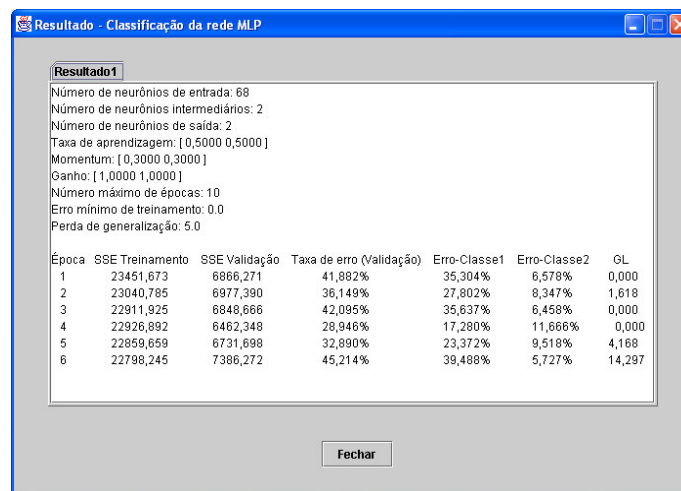 Resultado - Classificação da rede MLP
Resultado1
Número de neurônios de entrada: 68
Número de neurônios intermediários: 2
Número de neurônios de saída: 2
Taxa de aprendizagem: [ 0,5000 0,5000 ]
Momentum: [ 0,3000 0,3000 ]
Ganho: [ 1,0000 1,0000 ]
Número máximo de épocas: 10
Erro mínimo de treinamento: 0.0
Perda de generalização: 5.0
Época SSE Treinamento SSE Validação Taxa de erro (Validação) Erro-Classe1 Erro-Classe2 GL
1 23451,673 6866,271 41,882% 35,304% 6,578% 0,000
2 23040,785 6977,390 36,149% 27,802% 8,347% 1,618
3 22911,925 6848,666 42,095% 35,637% 6,458% 0,000
4 22926,892 6462,348 28,946% 17,280% 11,666% 0,000
5 22859,659 6731,698 32,890% 23,372% 9,518% 4,168
6 22798,245 7386,272 45,214% 39,488% 5,727% 14,297
Fechar